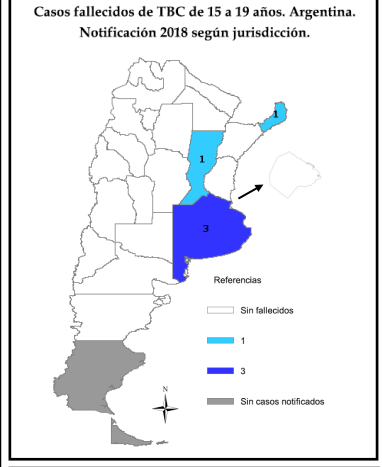 Casos fallecidos de TBC de 15 a 19 años. Argentina.
Notificación 2018 según jurisdicción.
1
1
3
Referencias
Sin fallecidos
1
3
Sin casos notificados
N